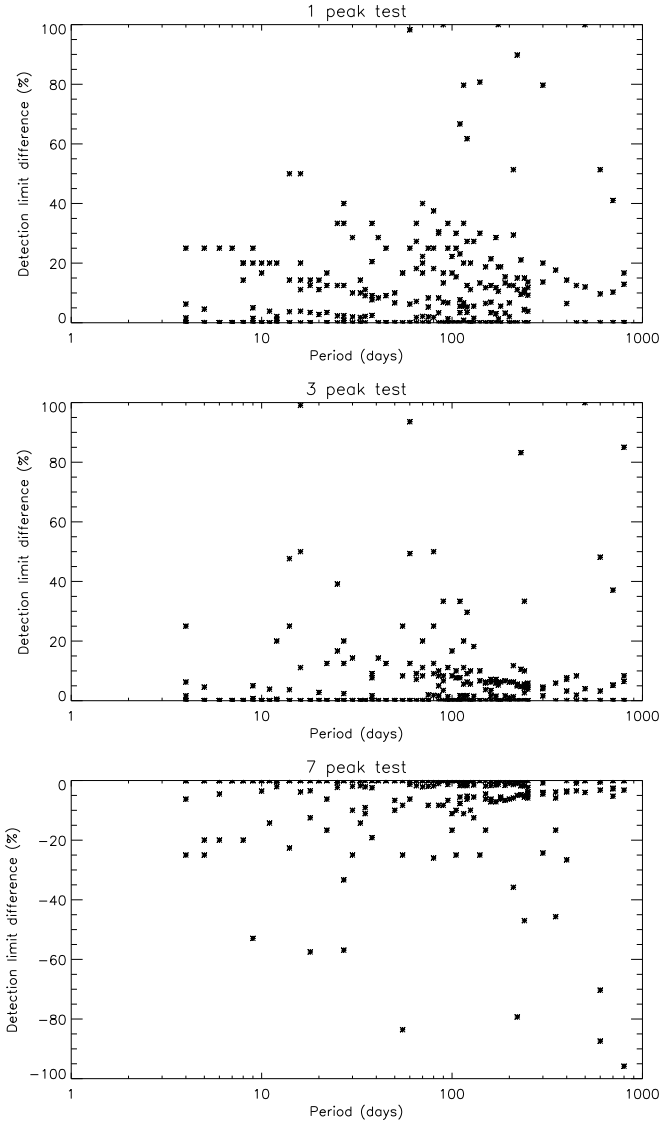 1 peak test
100
80
60
40
20
0
Detection limit difference (%)
1 10 100 1000
Period (days)
3 peak test
100
80
60
40
20
0
Detection limit difference (%)
1 10 100 1000
Period (days)
7 peak test
0
−20
−40
−60
−80
−100
Detection limit difference (%)
1 10 100 1000
Period (days)